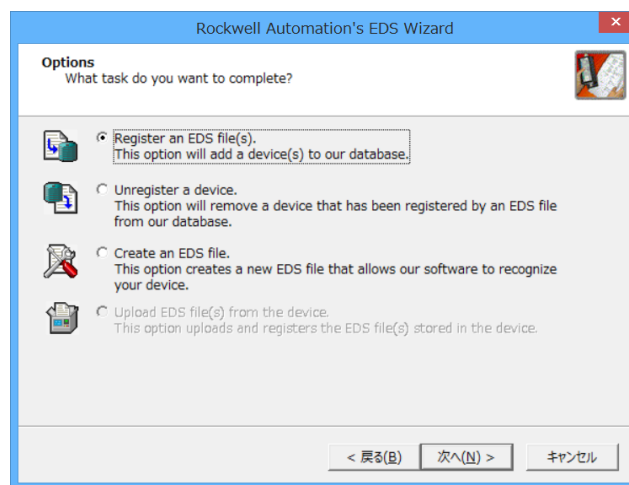 Rockwell Automation's EDS Wizard
Options
What task do you want to complete?
Register an EDS file(s).
This option will add a device(s) to our database.
Unregister a device.
This option will remove a device that has been registered by an EDS file
from our database.
Create an EDS file.
This option creates a new EDS file that allows our software to recognize
your device.
Upload EDS file(s) from the device.
This option uploads and registers the EDS file(s) stored in the device.
< 戻る(B) 次へ(N) > キャンセル